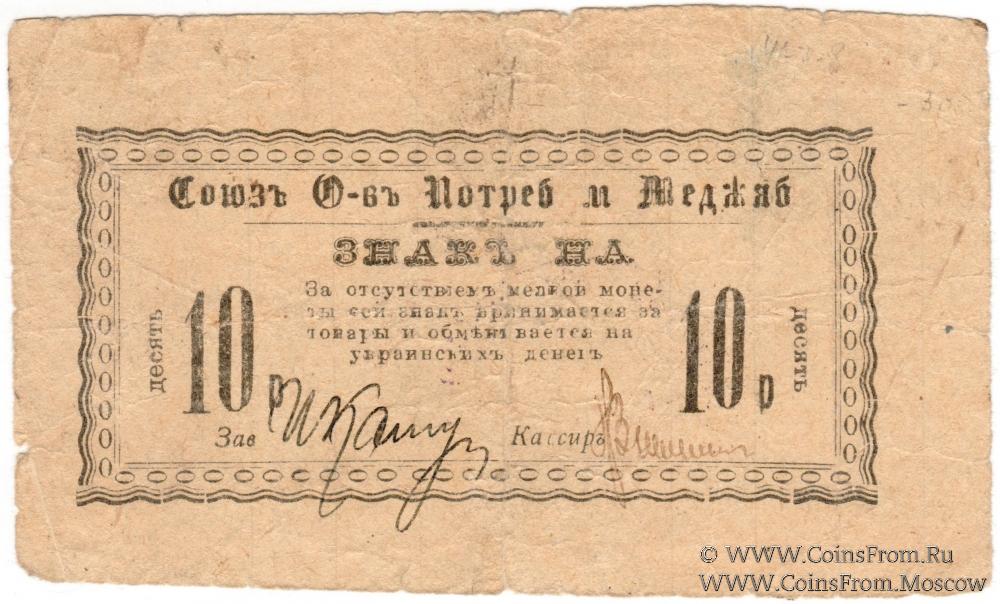 Союзъ О-въ Потреб м Меджиб
ЗНАКЪ НА
За отсутствіемъ мелкой моне-
ты сей знакъ принимается за
товары и обмѣнивается на
украинскихъ денегъ
десять
10 р
10 р
десять
Зав
Кассиръ
© WWW.CoinsFrom.Ru
WWW.CoinsFrom.Moscow